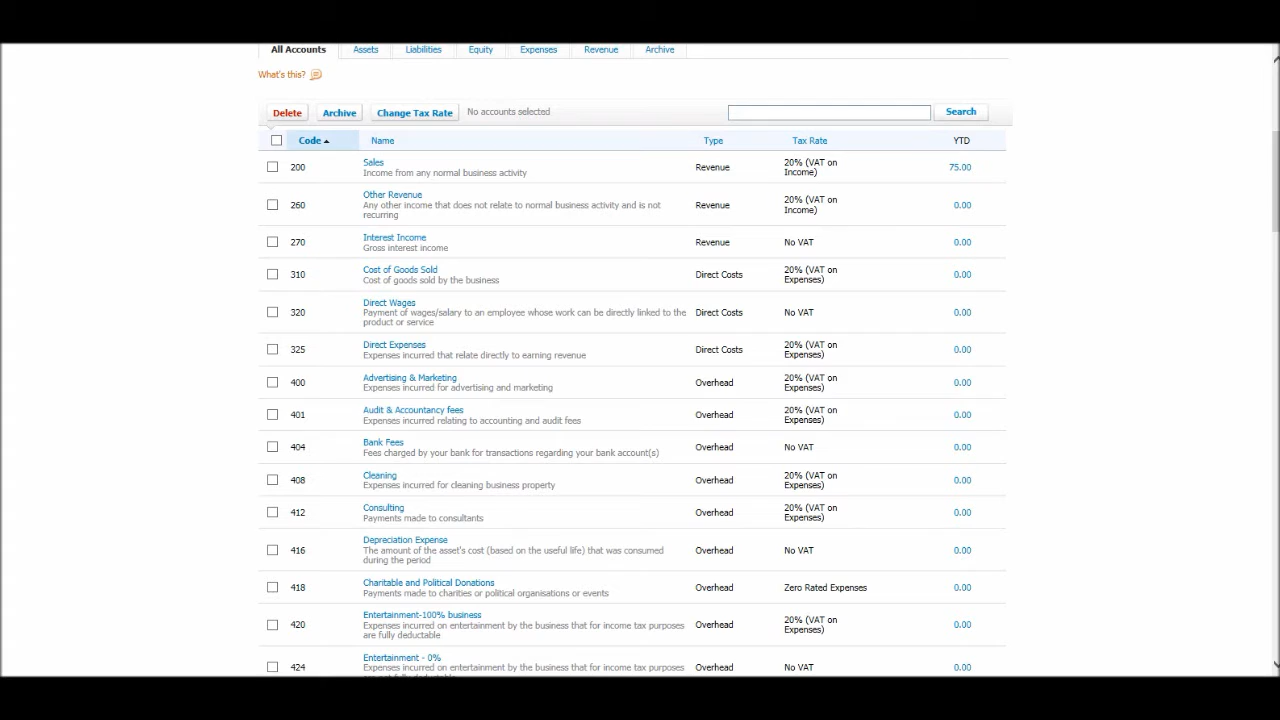 All Accounts Assets Liabilities Equity Expenses Revenue Archive
What's this?
Delete Archive Change Tax Rate No accounts selected Search
Code Name Type Tax Rate YTD
200 Sales Revenue 20% (VAT on 75.00
Income from any normal business activity Income)
260 Other Revenue Revenue 20% (VAT on 0.00
Any other income that does not relate to normal business activity and is not Income)
recurring
270 Interest Income Revenue No VAT 0.00
Gross interest income
310 Cost of Goods Sold Direct Costs 20% (VAT on 0.00
Cost of goods sold by the business Expenses)
320 Direct Wages Direct Costs No VAT 0.00
Payment of wages/salary to an employee whose work can be directly linked to the
product or service
325 Direct Expenses Direct Costs 20% (VAT on 0.00
Expenses incurred that relate directly to earning revenue Expenses)
400 Advertising & Marketing Overhead 20% (VAT on 0.00
Expenses incurred for advertising and marketing Expenses)
401 Audit & Accountancy fees Overhead 20% (VAT on 0.00
Expenses incurred relating to accounting and audit fees Expenses)
404 Bank Fees Overhead No VAT 0.00
Fees charged by your bank for transactions regarding your bank account(s)
408 Cleaning Overhead 20% (VAT on 0.00
Expenses incurred for cleaning business property Expenses)
412 Consulting Overhead 20% (VAT on 0.00
Payments made to consultants Expenses)
416 Depreciation Expense Overhead No VAT 0.00
The amount of the asset's cost (based on the useful life) that was consumed
during the period
418 Charitable and Political Donations Overhead Zero Rated Expenses 0.00
Payments made to charities or political organisations or events
420 Entertainment-100% business Overhead 20% (VAT on 0.00
Expenses incurred on entertainment by the business that for income tax purposes Expenses)
are fully deductable
424 Entertainment - 0% Overhead No VAT 0.00
Expenses incurred on entertainment by the business that for income tax purposes